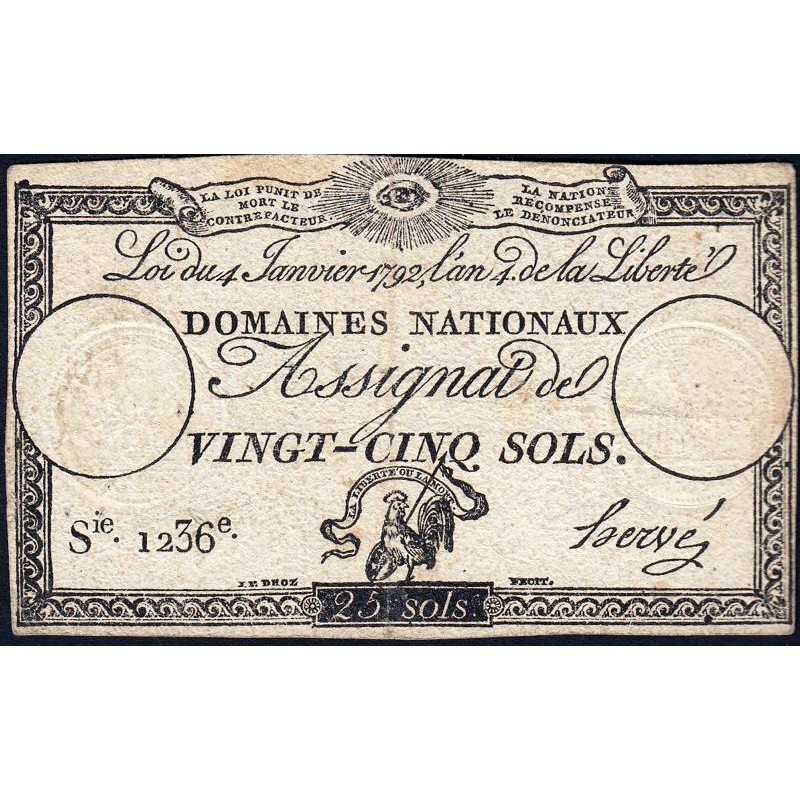 LA LOI PUNIT DE
MORT LE
CONTREFACTEUR.
LA NATION
RECOMPENSE
LE DENONCIATEUR
Loi du 4 Janvier 1792, l'an 4. de la Liberté
DOMAINES NATIONAUX
Assignat de
VINGT-CINQ SOLS.
LA LIBERTÉ OU LA MORT
Sie. 1236e.
hervé
J.P. DROZ FECIT.
25 sols